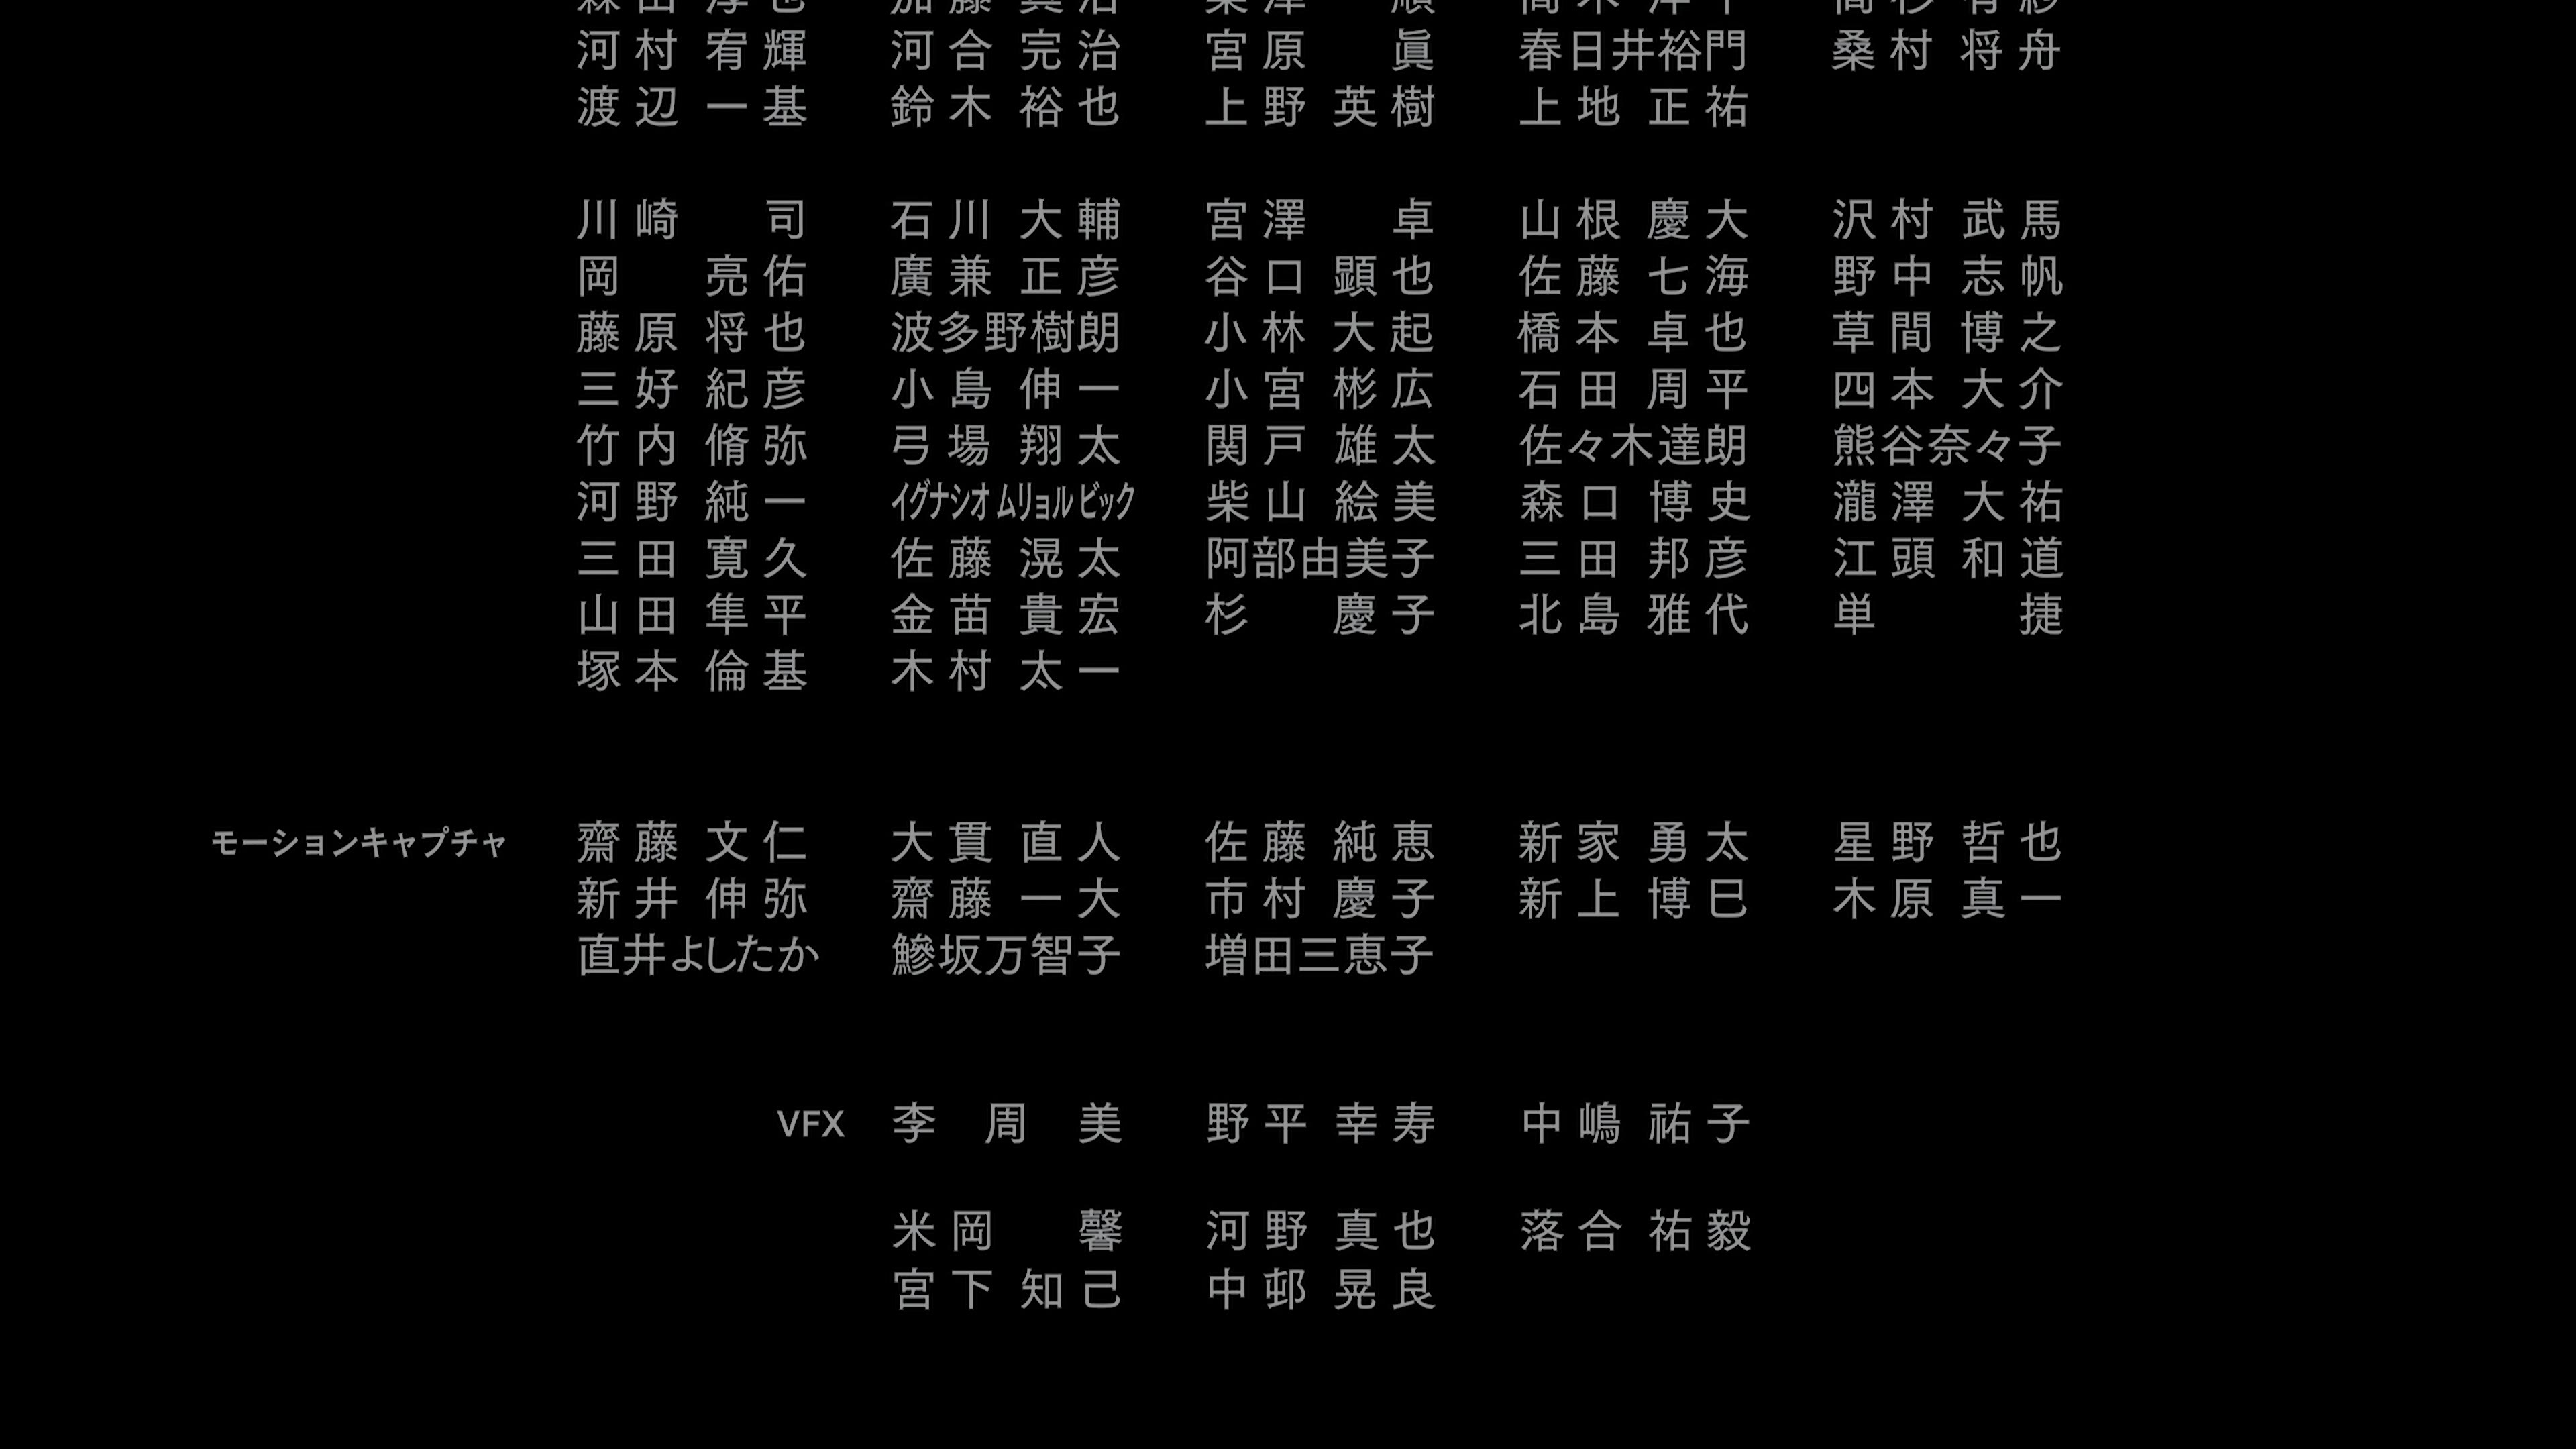 河村 宥輝 河合 完治 宮原 眞 春日井裕門 桑村 将舟
渡辺 一基 鈴木 裕也 上野 英樹 上地 正祐
川崎 司 石川 大輔 宮澤 卓 山根 慶大 沢村 武馬
岡 亮佑 廣兼 正彦 谷口 顕也 佐藤 七海 野中 志帆
藤原 将也 波多野樹朗 小林 大起 橋本 卓也 草間 博之
三好 紀彦 小島 伸一 小宮 彬広 石田 周平 四本 大介
竹内 脩弥 弓場 翔太 関戸 雄太 佐々木達朗 熊谷奈々子
河野 純一 イグナシオ ムリョル ビック 柴山 絵美 森口 博史 瀧澤 大祐
三田 寛久 佐藤 滉太 阿部由美子 三田 邦彦 江頭 和道
山田 隼平 金苗 貴宏 杉 慶子 北島 雅代 単 捷
塚本 倫基 木村 太一
モーションキャプチャ 齋藤 文仁 大貫 直人 佐藤 純恵 新家 勇太 星野 哲也
新井 伸弥 齋藤 一大 市村 慶子 新上 博巳 木原 真一
直井よしたか 鰺坂万智子 増田三恵子
VFX 李 周 美 野平 幸寿 中嶋 祐子
米岡 馨 河野 真也 落合 祐毅
宮下 知己 中邨 晃良